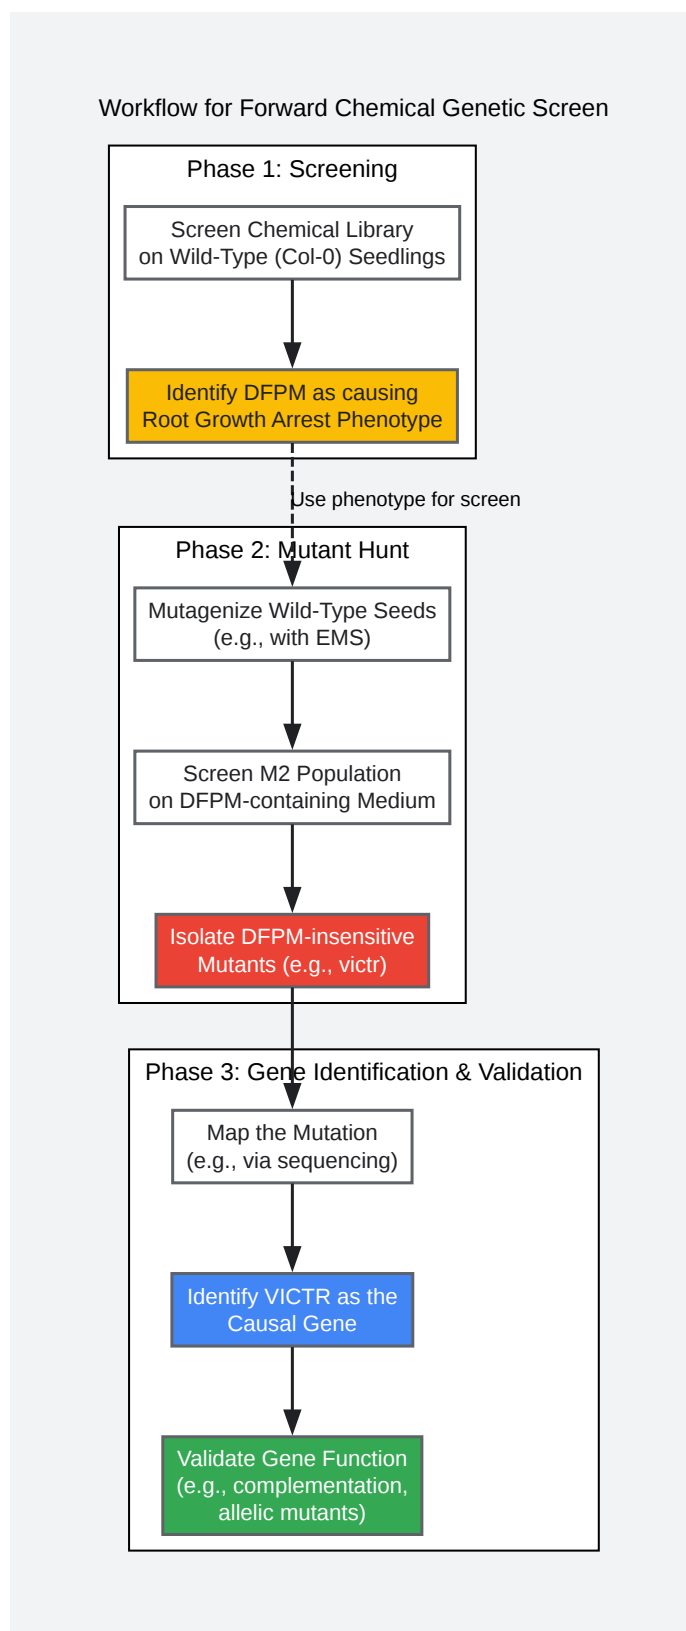 Workflow for Forward Chemical Genetic Screen
Phase 1: Screening
Screen Chemical Library
on Wild-Type (Col-0) Seedlings
Identify DFPM as causing
Root Growth Arrest Phenotype
Use phenotype for screen
Phase 2: Mutant Hunt
Mutagenize Wild-Type Seeds
(e.g., with EMS)
Screen M2 Population
on DFPM-containing Medium
Isolate DFPM-insensitive
Mutants (e.g., victr)
Phase 3: Gene Identification & Validation
Map the Mutation
(e.g., via sequencing)
Identify VICTR as the
Causal Gene
Validate Gene Function
(e.g., complementation,
allelic mutants)